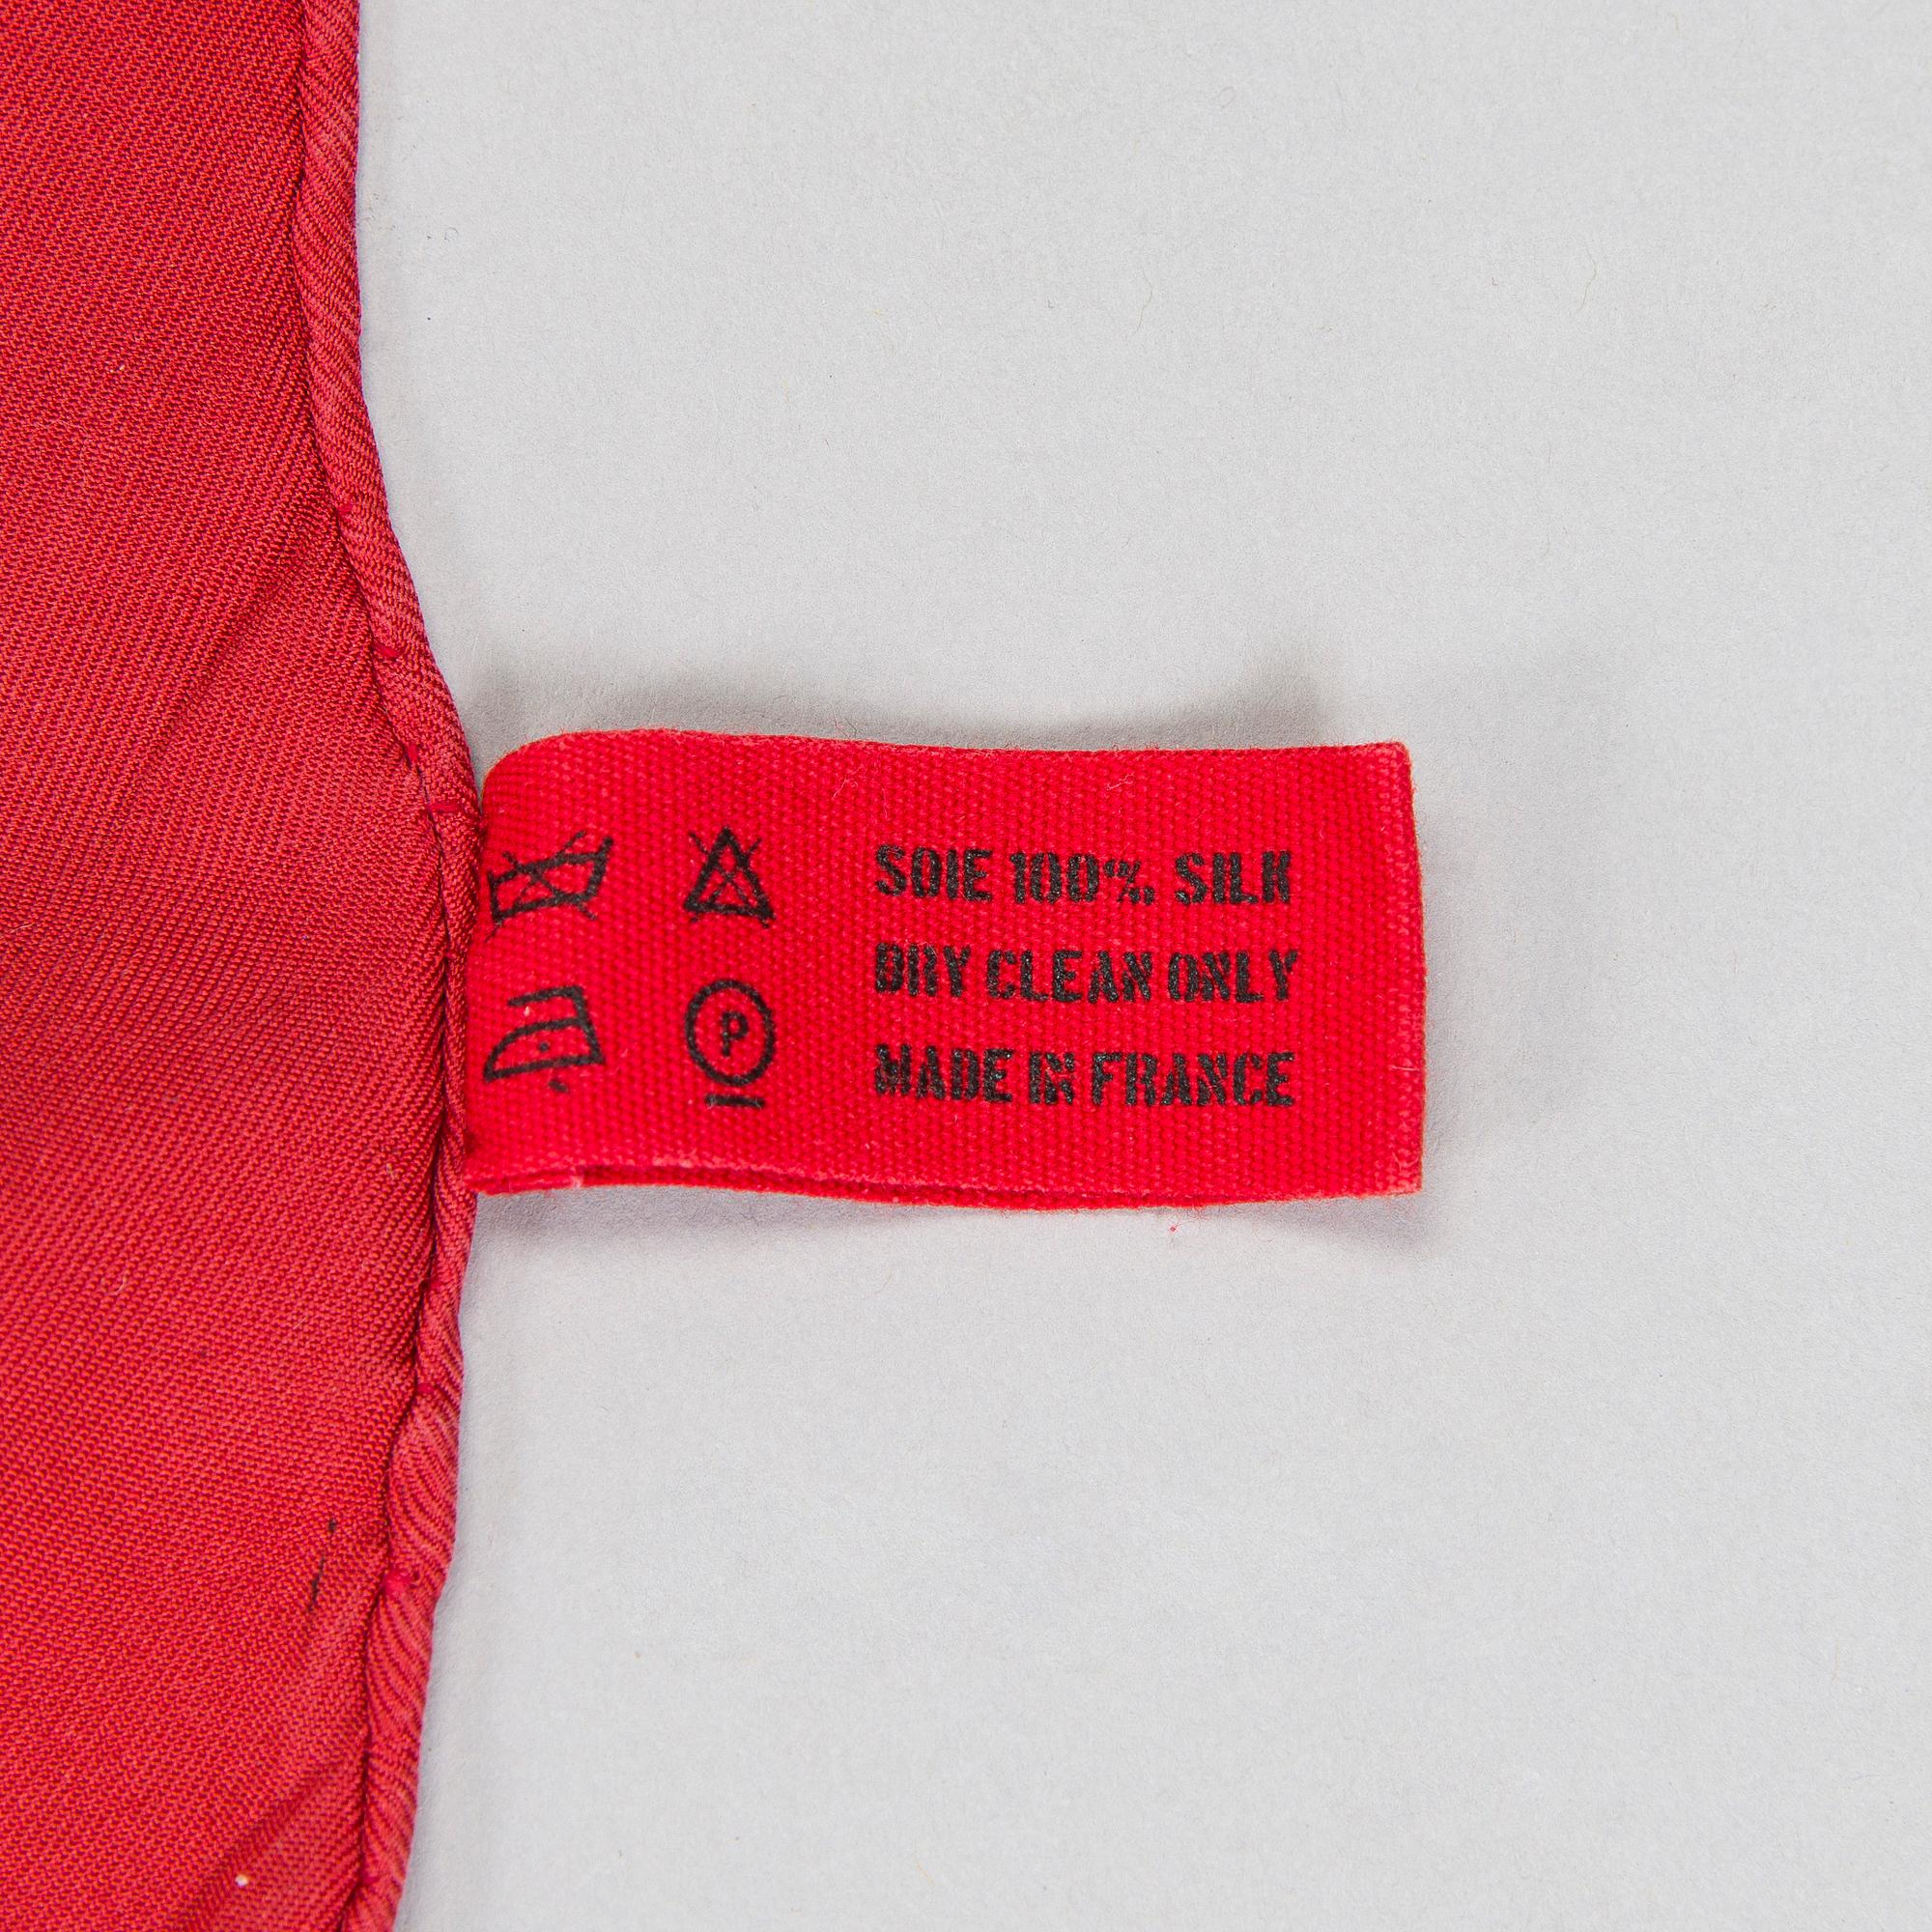 SOIE 100% SILK
DRY CLEAN ONLY
MADE IN FRANCE
P